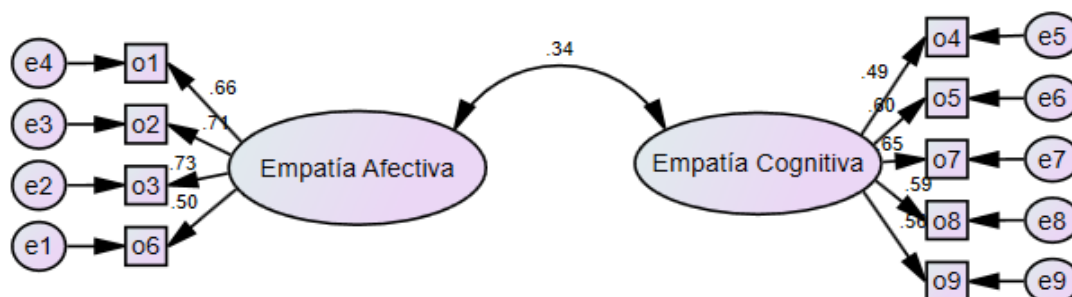 .34
e4
o1
.66
e3
o2
.71
e2
o3
.73
e1
o6
.50
Empatía Afectiva
Empatía Cognitiva
o4
e5
.49
o5
e6
.60
o7
e7
65
o8
e8
.59
o9
e9